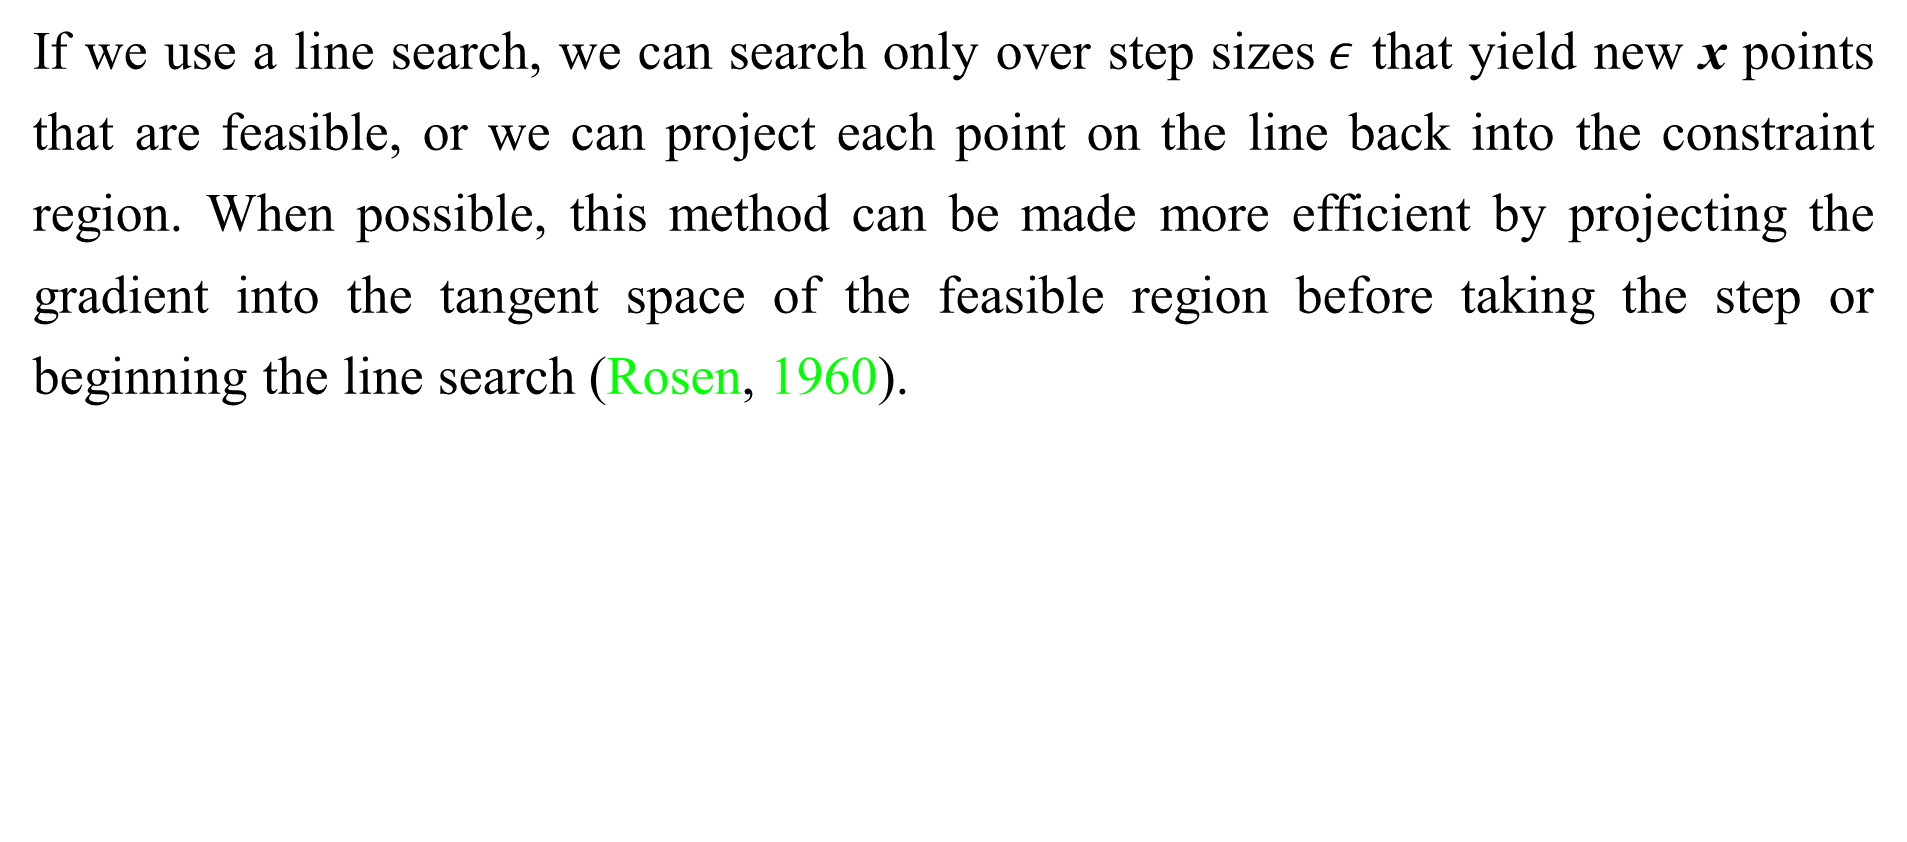 If we use a line search, we can search only over step sizes ϵ that yield new x points
that are feasible, or we can project each point on the line back into the constraint
region. When possible, this method can be made more efficient by projecting the
gradient into the tangent space of the feasible region before taking the step or
beginning the line search (Rosen, 1960).